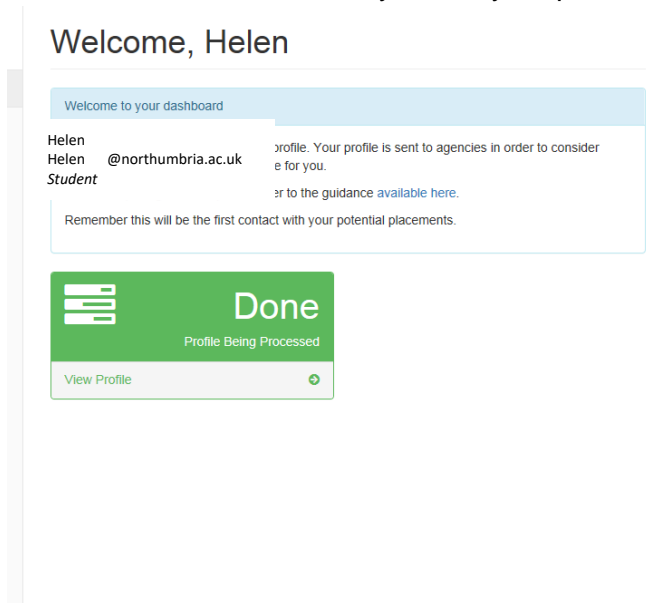 Welcome, Helen
Welcome to your dashboard
Helen
Helen @northumbria.ac.uk
Student
profile. Your profile is sent to agencies in order to consider
for you.
to the guidance available here.
Remember this will be the first contact with your potential placements.
Done
Profile Being Processed
View Profile